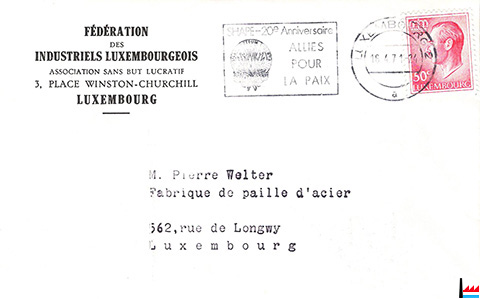 FÉDÉRATION
DES
INDUSTRIELS LUXEMBOURGEOIS
ASSOCIATION SANS BUT LUCRATIF
3, PLACE WINSTON-CHURCHILL
LUXEMBOURG
SHAPE-20e Anniversaire
ALLIÉS
POUR
LA PAIX
50c
LUXEMBOURG
M. Pierre Welter
Fabrique de paille d'acier
562,rue de Longwy
Luxembourg